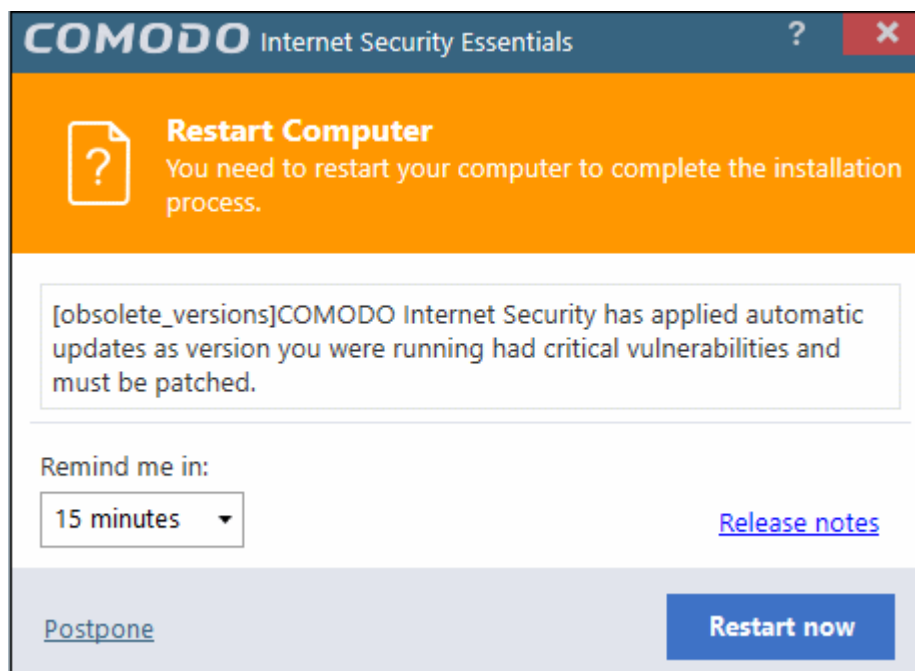 COMODO Internet Security Essentials ?
Restart Computer
You need to restart your computer to complete the installation
process.
?
[obsolete_versions]COMODO Internet Security has applied automatic
updates as version you were running had critical vulnerabilities and
must be patched.
Remind me in:
15 minutes
Release notes
Postpone
Restart now